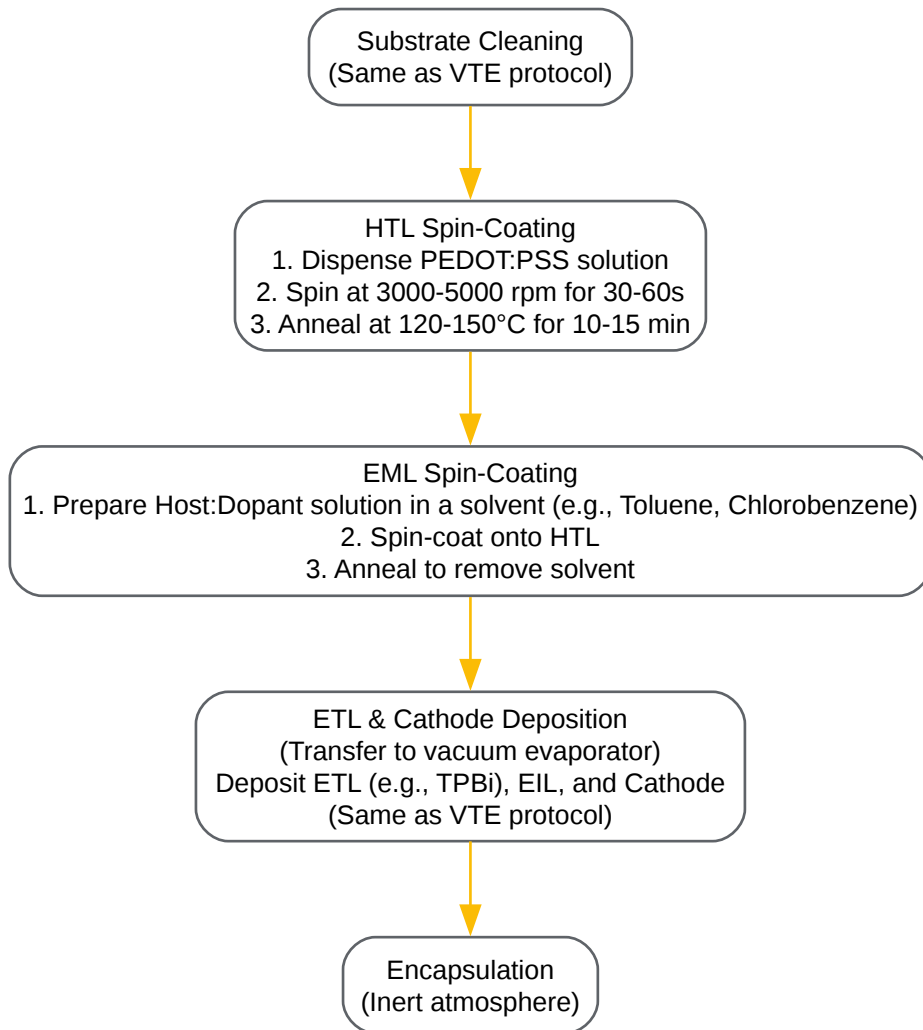 Substrate Cleaning
(Same as VTE protocol)
HTL Spin-Coating
1. Dispense PEDOT:PSS solution
2. Spin at 3000-5000 rpm for 30-60s
3. Anneal at 120-150°C for 10-15 min
EML Spin-Coating
1. Prepare Host:Dopant solution in a solvent (e.g., Toluene, Chlorobenzene)
2. Spin-coat onto HTL
3. Anneal to remove solvent
ETL & Cathode Deposition
(Transfer to vacuum evaporator)
Deposit ETL (e.g., TPBi), EIL, and Cathode
(Same as VTE protocol)
Encapsulation
(Inert atmosphere)